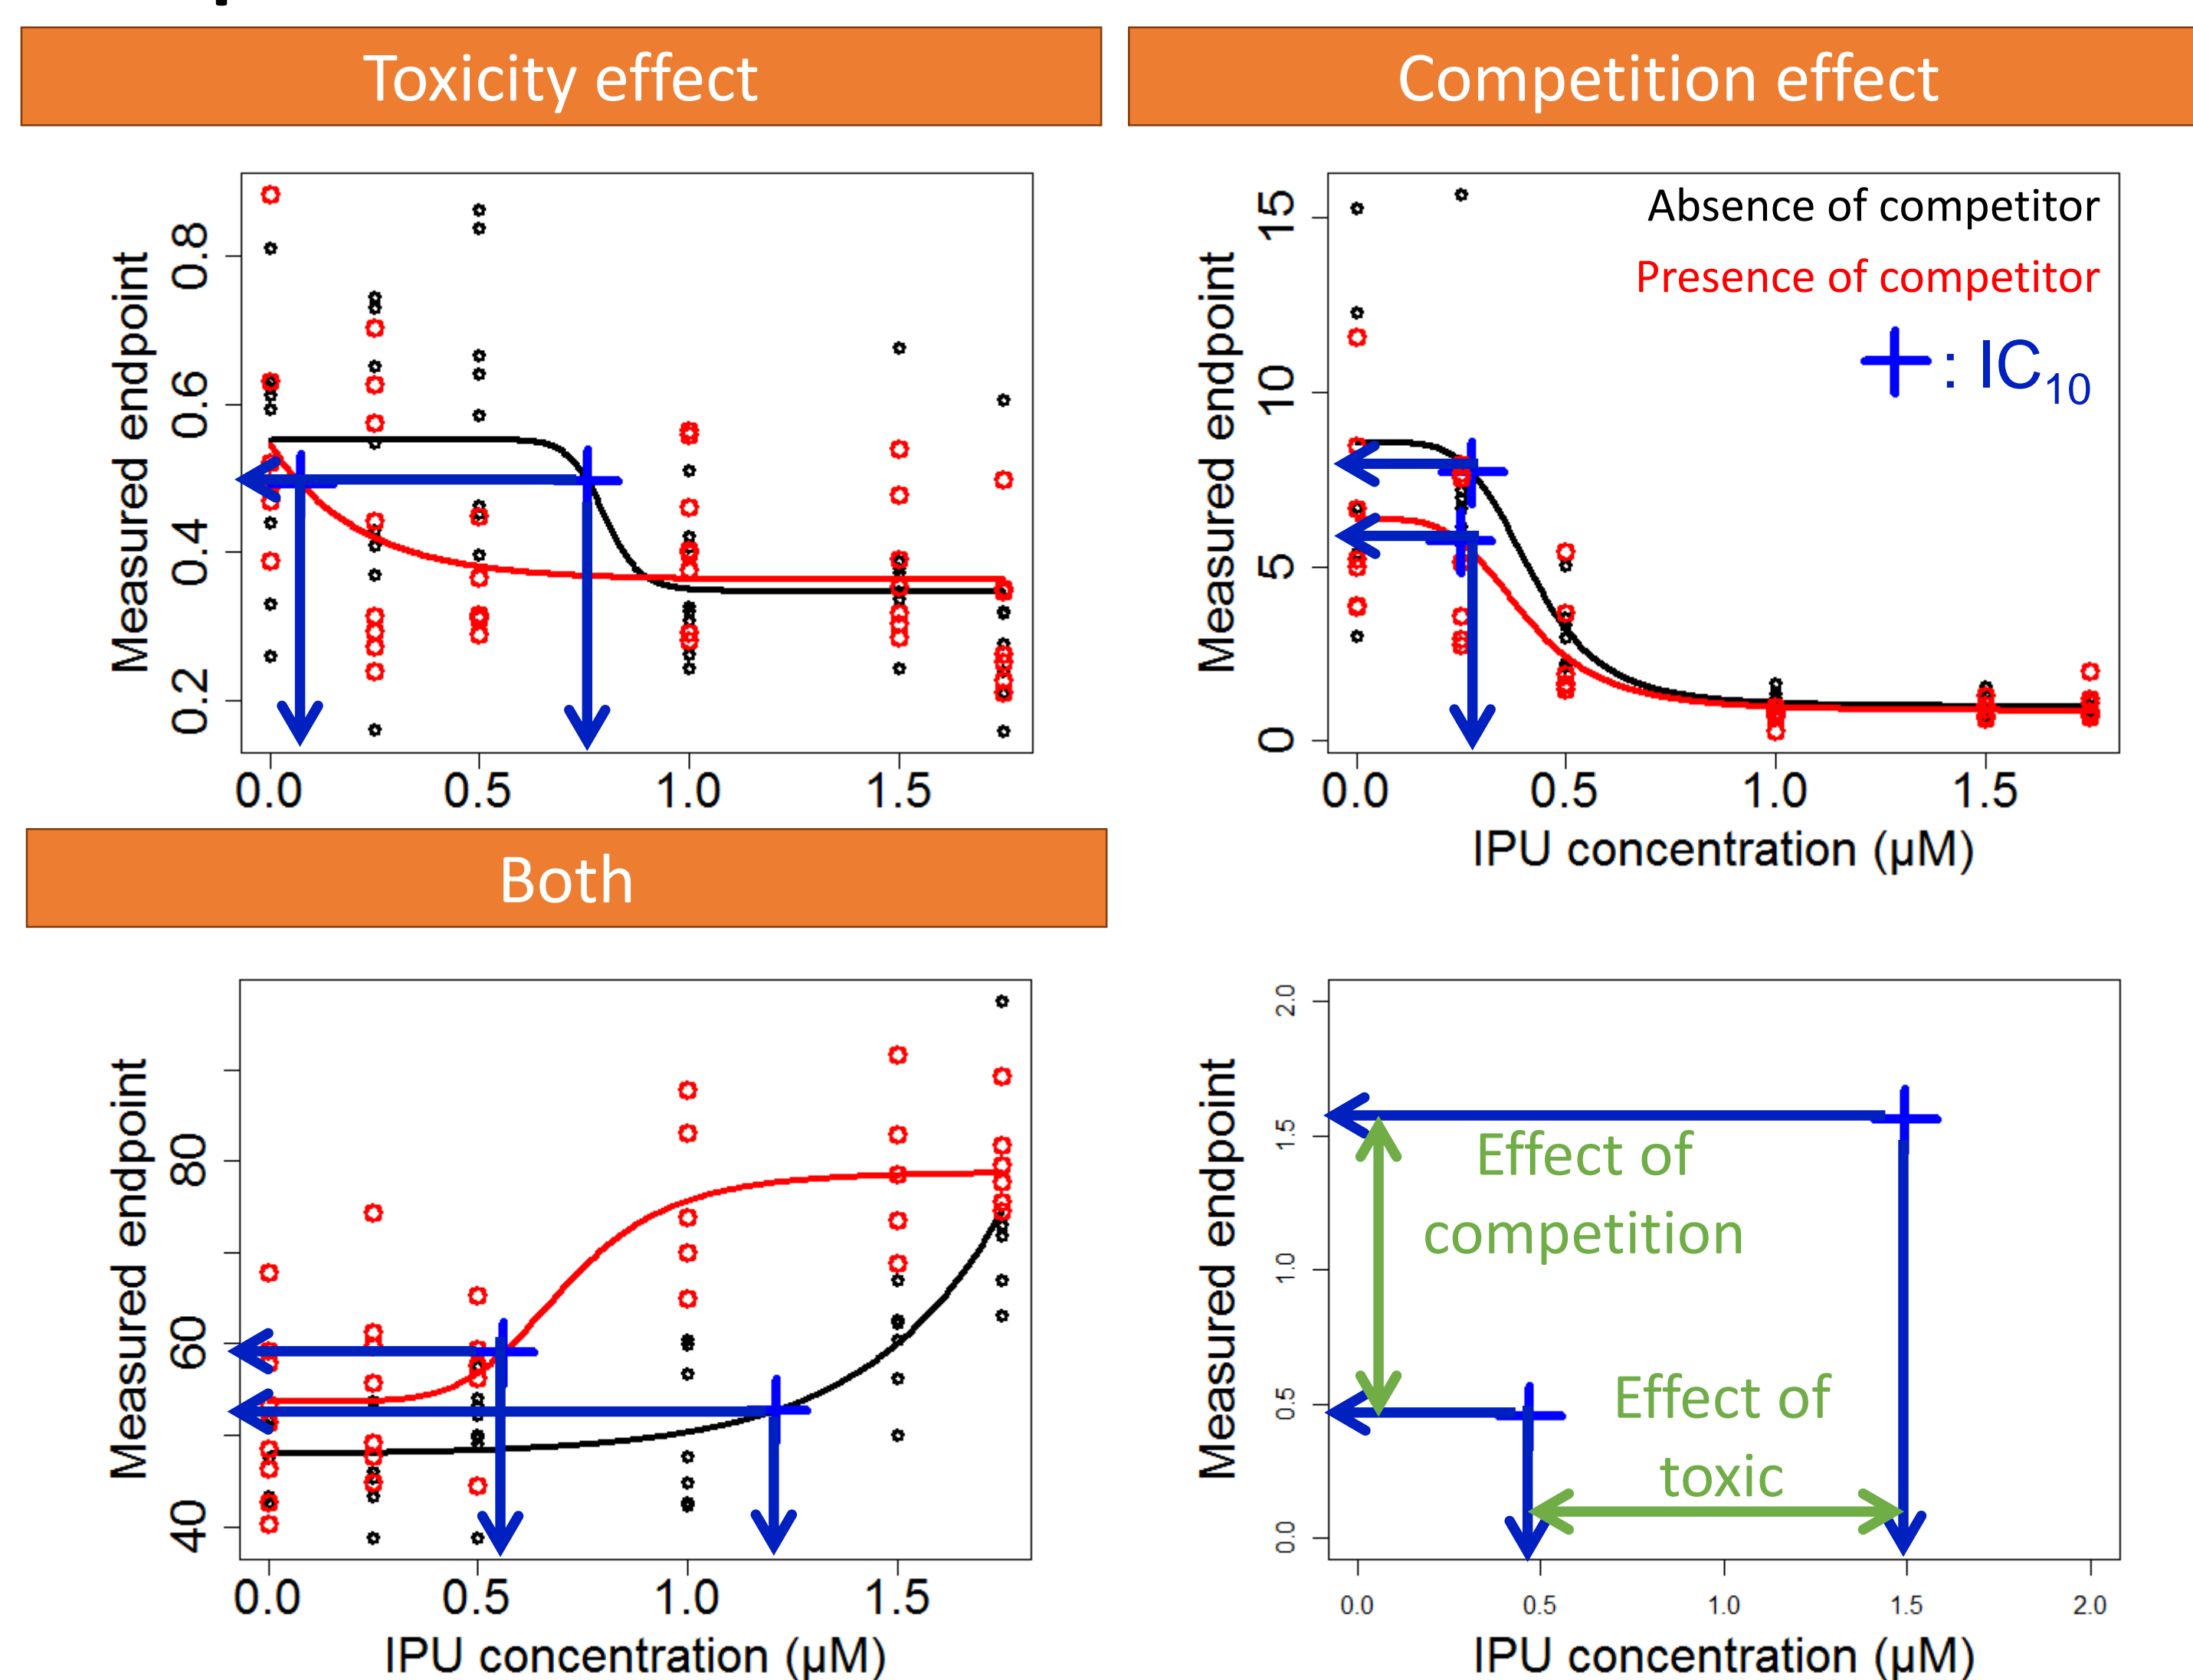 Toxicity effect
Competition effect
Measured endpoint
0.8
0.6
0.4
0.2
0.0 0.5 1.0 1.5
Measured endpoint
15
10
5
0
Absence of competitor
Presence of competitor
: IC10
0.0 0.5 1.0 1.5
IPU concentration (µM)
Both
Measured endpoint
80
60
40
0.0 0.5 1.0 1.5
IPU concentration (µM)
Measured endpoint
2.0
1.5
1.0
0.5
0.0
Effect of
competition
Effect of
toxic
0.0 0.5 1.0 1.5 2.0
IPU concentration (µM)